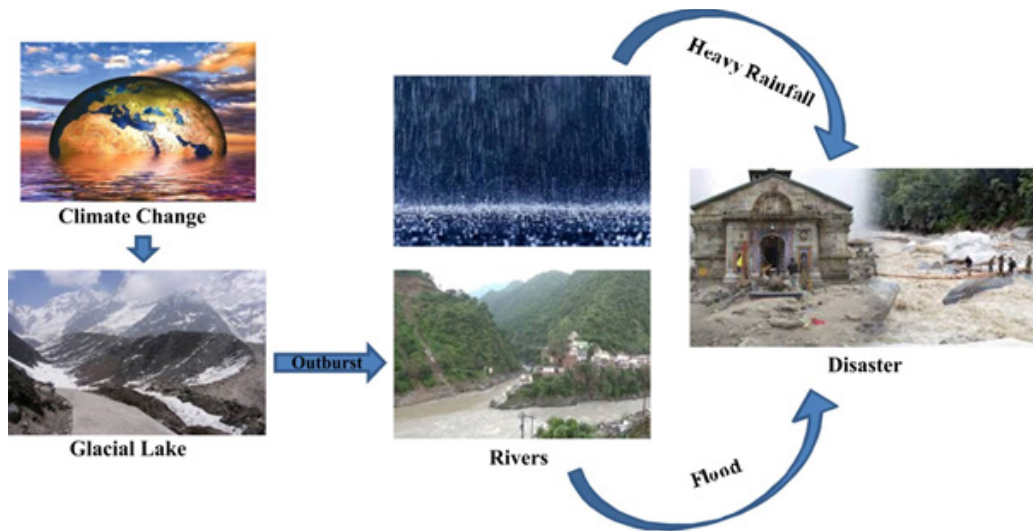 Heavy Rainfall
Climate Change
Outburst
Disaster
Glacial Lake
Rivers
Flood